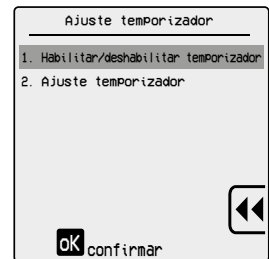 Ajuste temporizador
1. Habilitar/deshabilitar temporizador
2. Ajuste temporizador
oK confirmar